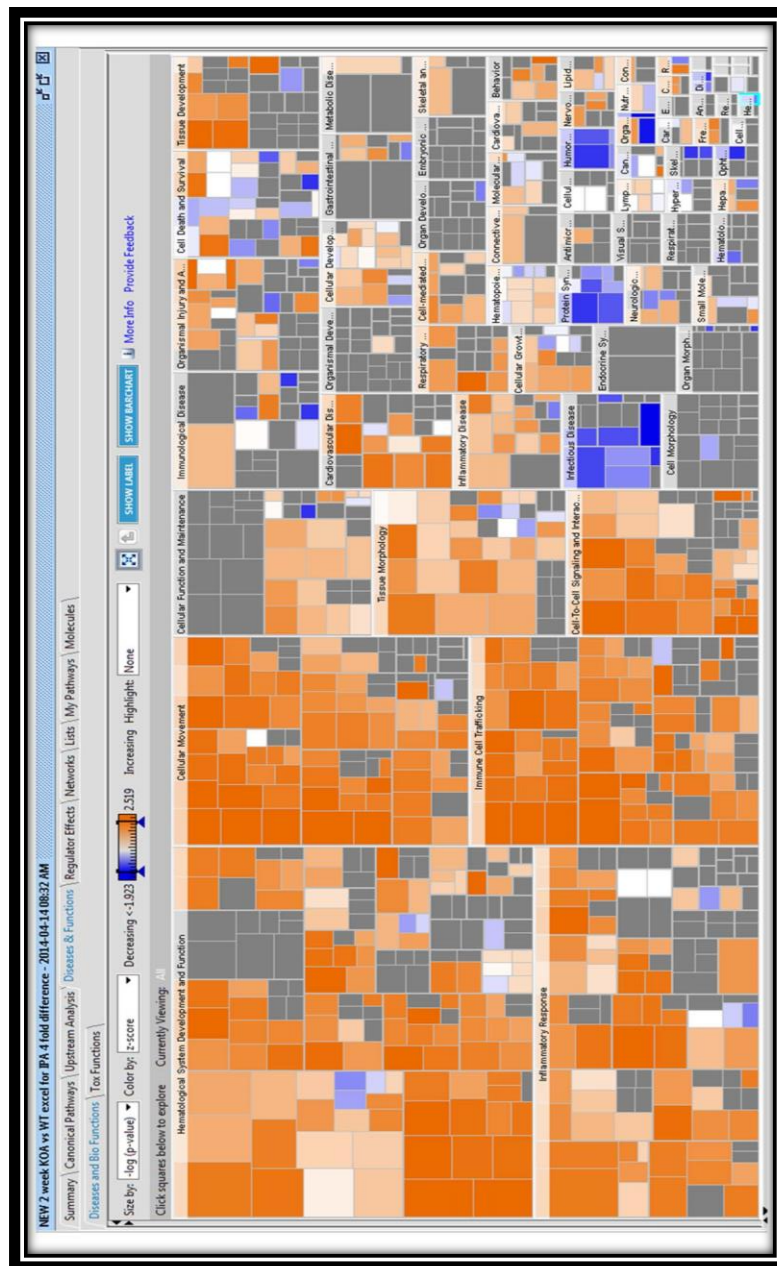 NEW 2 week KOA vs WT excel for IPA 4 fold difference - 2014-04-14 08:32 AM
Summary Canonical Pathways Upstream Analysis Diseases & Functions Regulator Effects Networks Lists My Pathways Molecules
Diseases and Bio Functions Tox Functions
Size by: -log (p-value) Color by: z-score Decreasing <-1.923 2.519 Increasing Highlight: None SHOW LABEL SHOW BARCHART More Info Provide Feedback
Click squares below to explore Currently Viewing: All
Hematological System Development and Function
Inflammatory Response
Cellular Movement
Immune Cell Trafficking
Cellular Function and Maintenance
Tissue Morphology
Cell-To-Cell Signaling and Interac...
Immunological Disease
Cardiovascular Dis...
Inflammatory Disease
Infectious Disease
Cell Morphology
Organismal Injury and A...
Cell Death and Survival
Tissue Development
Organismal Deve...
Cellular Develop...
Gastrointestinal ...
Metabolic Dise...
Respiratory ...
Cellular Growt...
Endocrine Sy...
Organ Morph...
Cell-mediated...
Organ Develo...
Embryonic ...
Skeletal an...
Hematopoie...
Connective...
Molecular...
Cardiova...
Behavior
Protein Syn...
Neurologic...
Small Mole...
Antimicr...
Cellul...
Humor...
Nervo...
Lipid...
Visual S...
Lymp...
Can...
Orga...
Nutr...
Con...
Respirat...
Hyper...
Skel...
Car...
E...
C...
R...
Hematolo...
Hepa...
Opht...
Fre...
An...
Di...
Cell...
Re...
He...